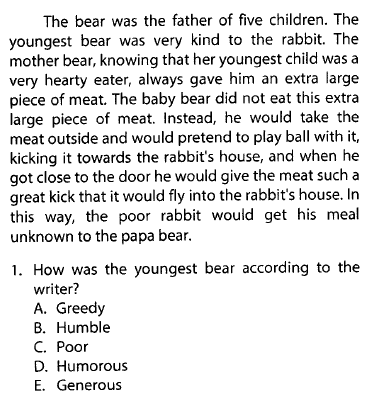 The bear was the father of five children. The
youngest bear was very kind to the rabbit. The
mother bear, knowing that her youngest child was a
very hearty eater, always gave him an extra large
piece of meat. The baby bear did not eat this extra
large piece of meat. Instead, he would take the
meat outside and would pretend to play ball with it,
kicking it towards the rabbit's house, and when he
got close to the door he would give the meat such a
great kick that it would fly into the rabbit's house. In
this way, the poor rabbit would get his meal
unknown to the papa bear.
1. How was the youngest bear according to the
writer?
A. Greedy
B. Humble
C. Poor
D. Humorous
E. Generous